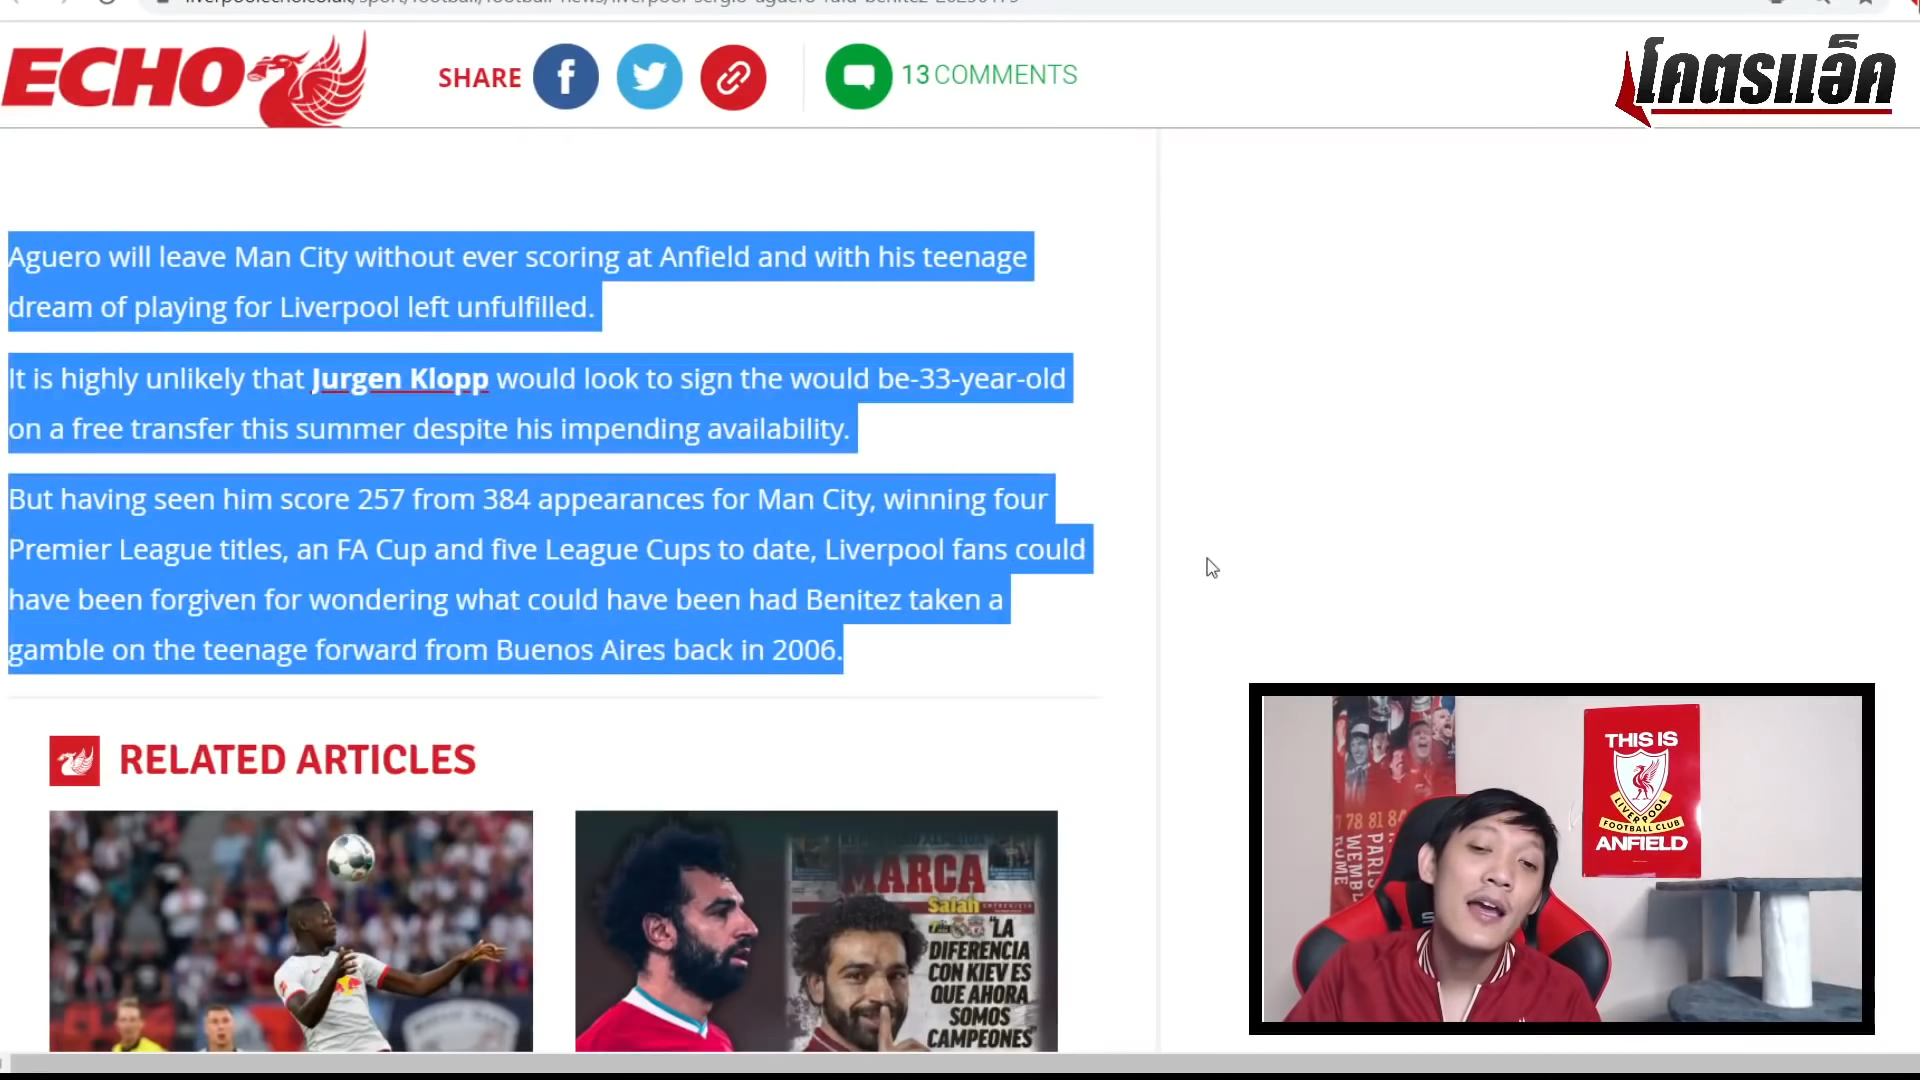 ECHO
SHARE
13 COMMENTS
โคตรแอ็ค
Aguero will leave Man City without ever scoring at Anfield and with his teenage
dream of playing for Liverpool left unfulfilled.
It is highly unlikely that Jurgen Klopp would look to sign the would be-33-year-old
on a free transfer this summer despite his impending availability.
But having seen him score 257 from 384 appearances for Man City, winning four
Premier League titles, an FA Cup and five League Cups to date, Liverpool fans could
have been forgiven for wondering what could have been had Benitez taken a
gamble on the teenage forward from Buenos Aires back in 2006.
RELATED ARTICLES
MARCA
Salah
"LA
DIFERENCIA
CON KIEV ES
QUE AHORA
SOMOS
CAMPEONES"
THIS IS
LIVERPOOL
FOOTBALL CLUB
ANFIELD
78 81 84
PARIS
ROME